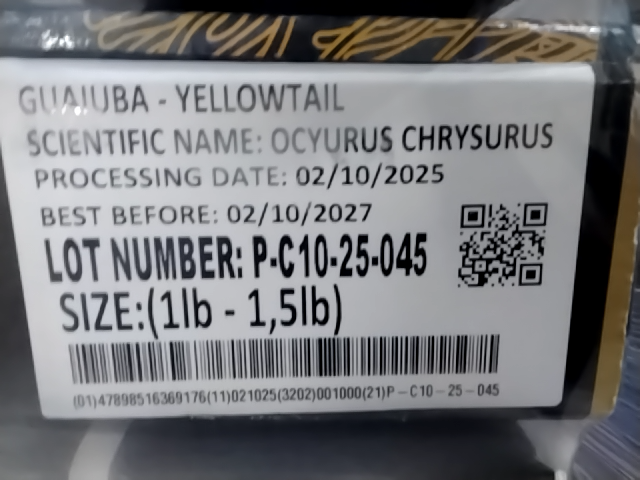 GUAIUBA - YELLOWTAIL
SCIENTIFIC NAME: OCYURUS CHRYSURUS
PROCESSING DATE: 02/10/2025
BEST BEFORE: 02/10/2027
LOT NUMBER: P-C10-25-045
SIZE:(1lb - 1,5lb)
(01)47898516369176(11)021025(3202)001000(21)P-C10-25-045